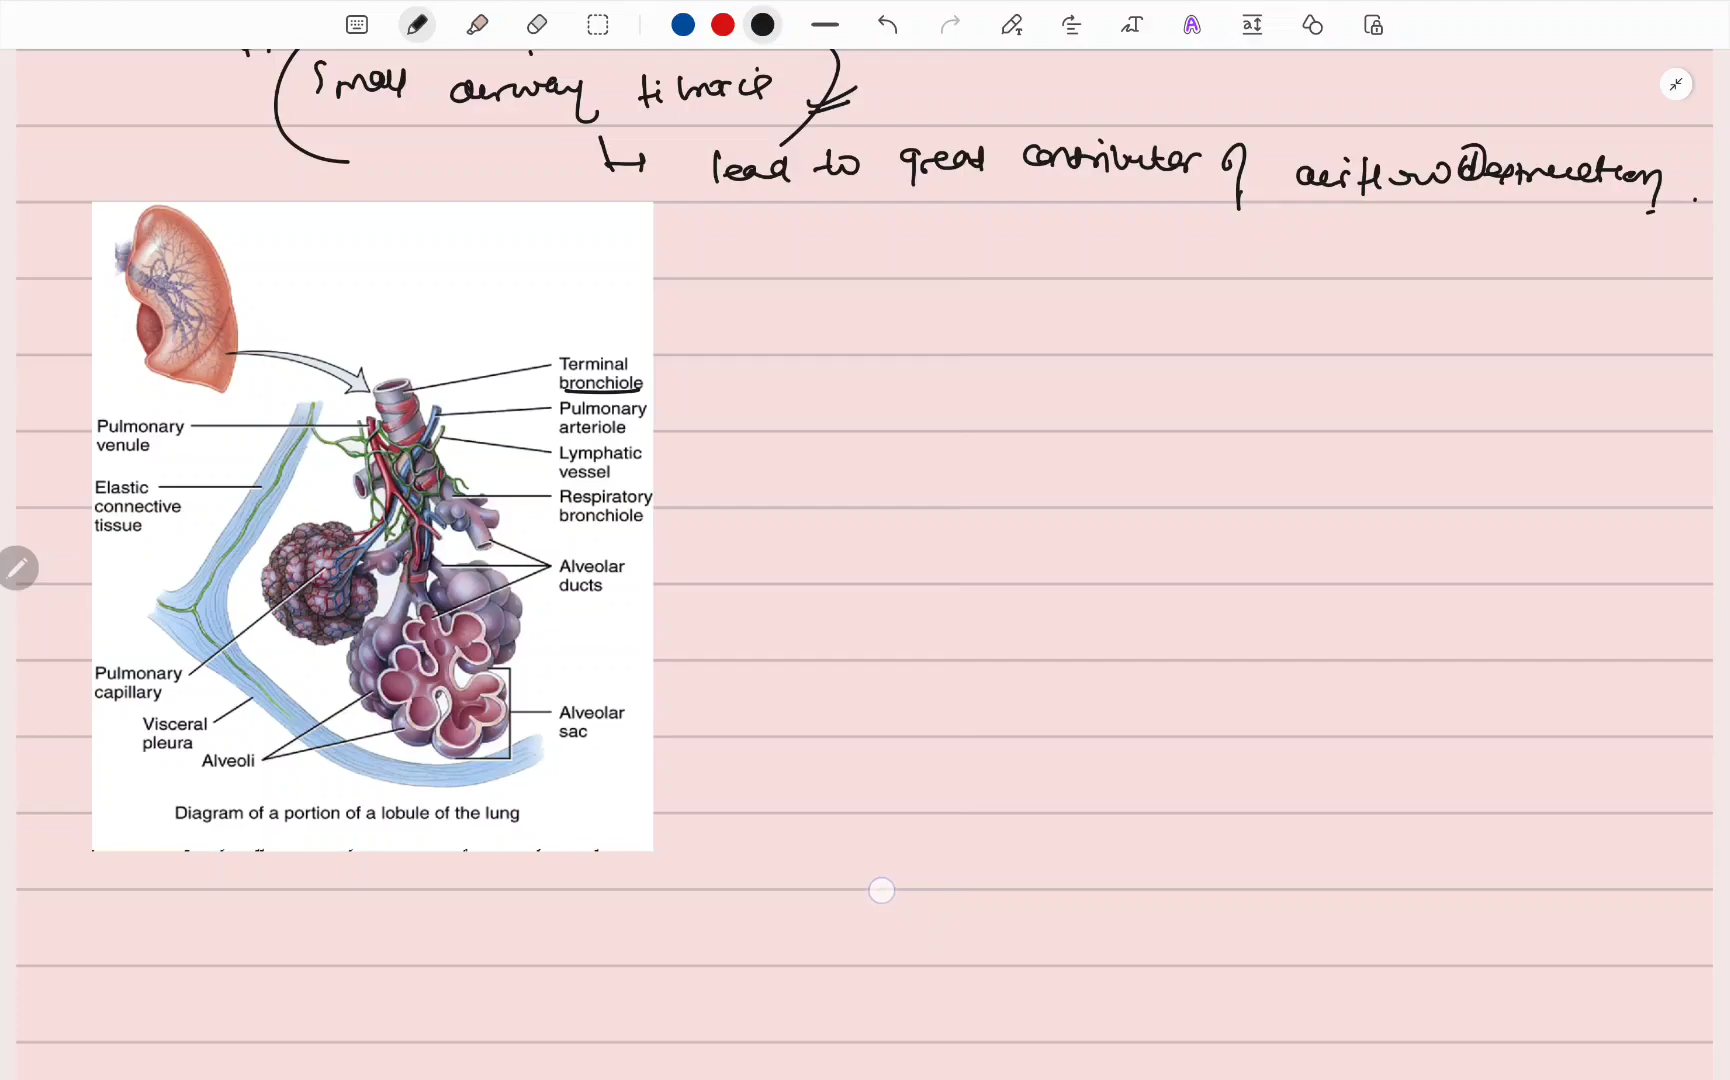 Small airway fibrosis
↳ lead to great contributor of airflow Destruction.
Terminal
bronchiole
Pulmonary
arteriole
Pulmonary
venule
Lymphatic
vessel
Elastic
connective
tissue
Respiratory
bronchiole
Alveolar
ducts
Pulmonary
capillary
Visceral
pleura
Alveoli
Alveolar
sac
Diagram of a portion of a lobule of the lung